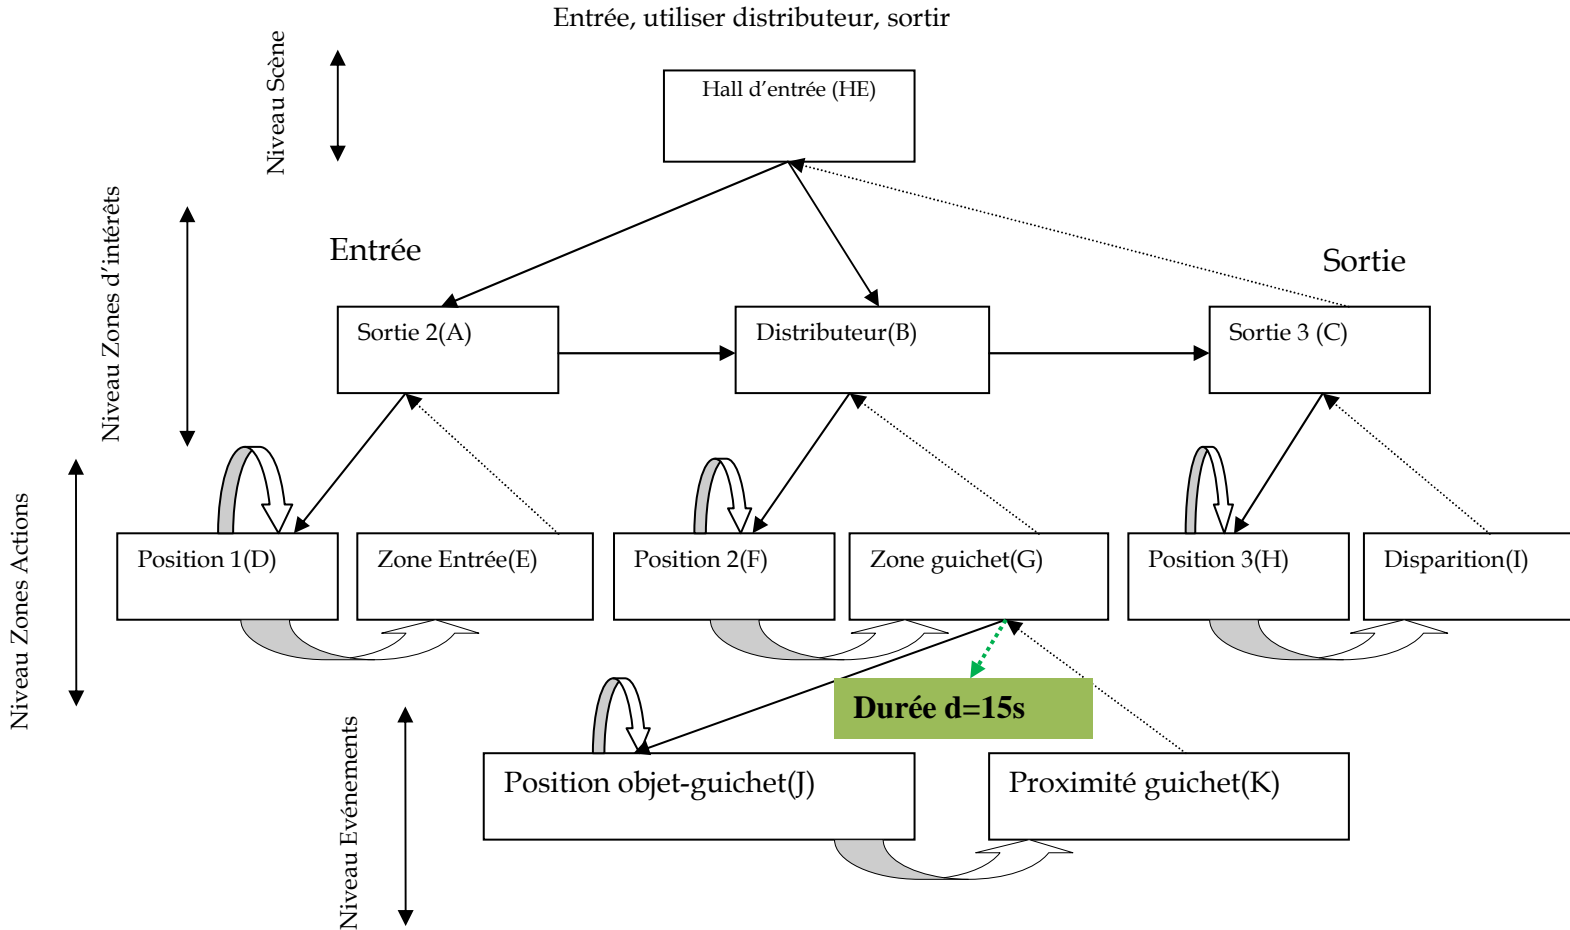 Entrée, utiliser distributeur, sortir
Niveau Scène
Hall d'entrée (HE)
Niveau Zones d'intérêts
Entrée
Sortie
Sortie 2(A)
Distributeur(B)
Sortie 3 (C)
Niveau Zones Actions
Position 1(D)
Zone Entrée(E)
Position 2(F)
Zone guichet(G)
Position 3(H)
Disparition(I)
Durée d=15s
Niveau Evénements
Position objet-guichet(J)
Proximité guichet(K)